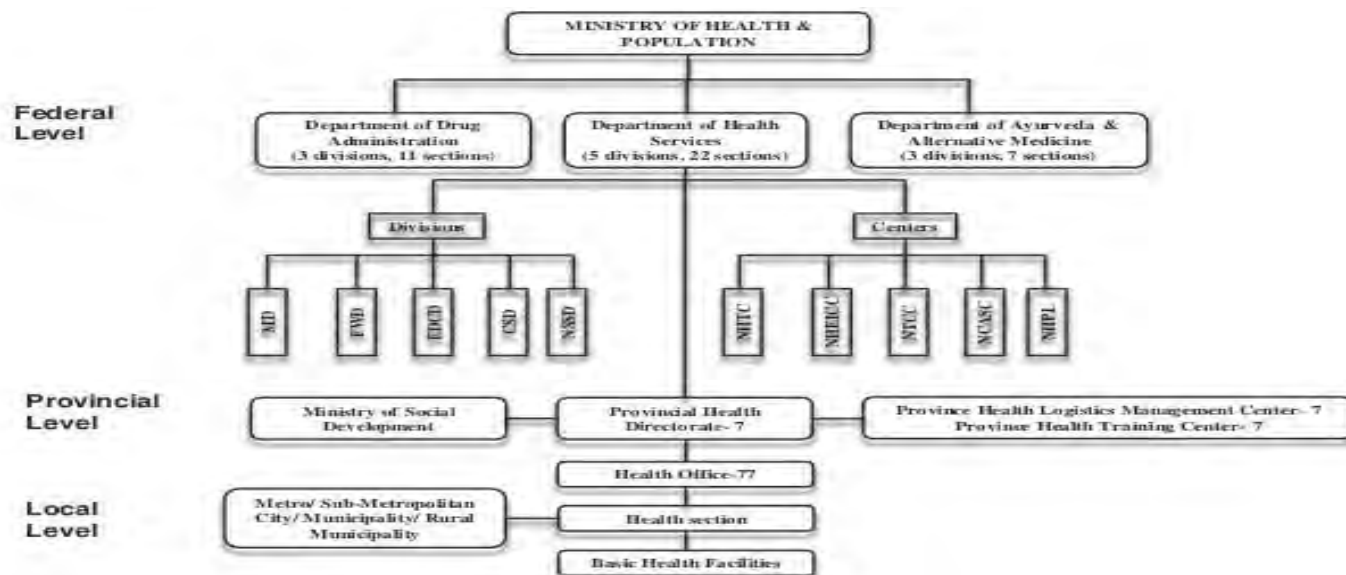 MINISTRY OF HEALTH &
POPULATION
Federal
Level
Department of Drug
Administration
(3 divisions, 11 sections)
Department of Health
Services
(5 divisions, 22 sections)
Department of Ayurveda &
Alternative Medicine
(3 divisions, 7 sections)
Divisions
Centers
MD
FWD
EDCD
CSD
NSSD
NHTC
NHEICC
NTCC
NCASC
NHPL
Provincial
Level
Ministry of Social
Development
Provincial Health
Directorate- 7
Province Health Logistics Management Center- 7
Province Health Training Center- 7
Health Office-77
Local
Level
Metro/ Sub-Metropolitan
City/ Municipality/ Rural
Municipality
Health section
Basic Health Facilities